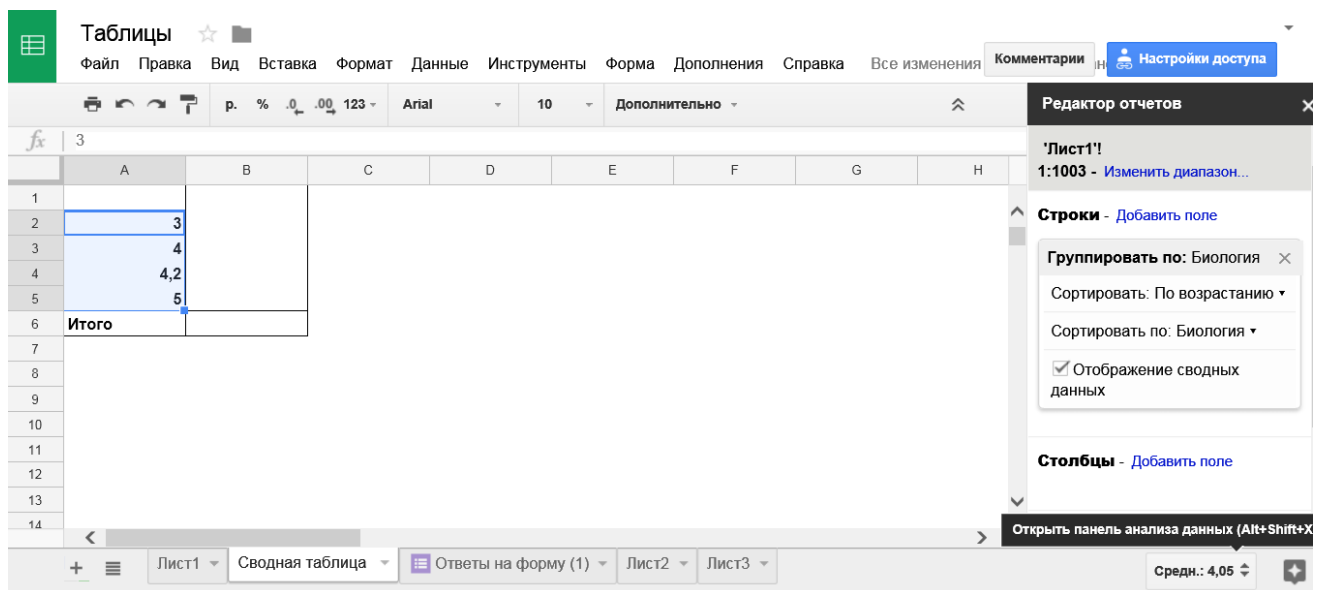 Таблицы
Файл Правка Вид Вставка Формат Данные Инструменты Форма Дополнения Справка Все изменения
Комментарии
Настройки доступа
р. % .0 .00 123 Arial 10 Дополнительно
Редактор отчетов
fx 3
'Лист1'!
1:1003 - Изменить диапазон...
A B C D E F G H
1
2 3
3 4
4 4,2
5 5
6 Итого
7
8
9
10
11
12
13
14
Строки - Добавить поле
Группировать по: Биология
Сортировать: По возрастанию
Сортировать по: Биология
Отображение сводных
данных
Столбцы - Добавить поле
Открыть панель анализа данных (Alt+Shift+X
Лист1 Сводная таблица Ответы на форму (1) Лист2 Лист3
Средн.: 4,05